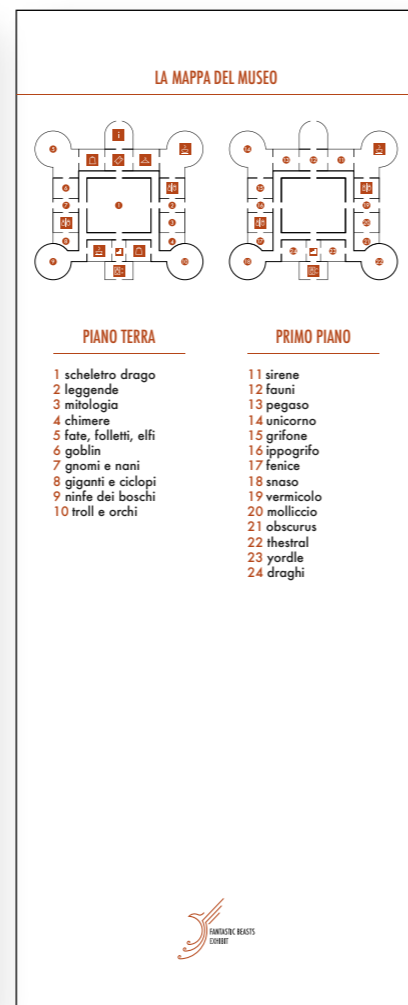 LA MAPPA DEL MUSEO
PIANO TERRA
1 scheletro drago
2 leggende
3 mitologia
4 chimere
5 fate, folletti, elfi
6 goblin
7 gnomi e nani
8 giganti e ciclopi
9 ninfe dei boschi
10 troll e orchi
PRIMO PIANO
11 sirene
12 fauni
13 pegaso
14 unicorno
15 grifone
16 ippogrifo
17 fenice
18 snaso
19 vermicolo
20 molliccio
21 obscurus
22 thestral
23 yordle
24 draghi
FANTASTIC BEASTS
EXHIBIT